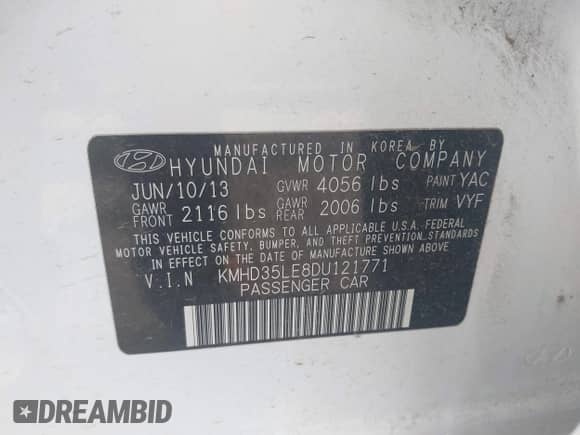 MANUFACTURED IN KOREA BY
HYUNDAI MOTOR COMPANY
JUN/10/13 GVWR 4056 lbs PAINT YAC
GAWR FRONT 2116 lbs GAWR REAR 2006 lbs TRIM VYF
THIS VEHICLE CONFORMS TO ALL APPLICABLE U.S.A. FEDERAL
MOTOR VEHICLE SAFETY, BUMPER, AND THEFT PREVENTION STANDARDS
IN EFFECT ON THE DATE OF MANUFACTURE SHOWN ABOVE.
V.I.N KMHD35LE8DU121771
PASSENGER CAR
DREAMBID